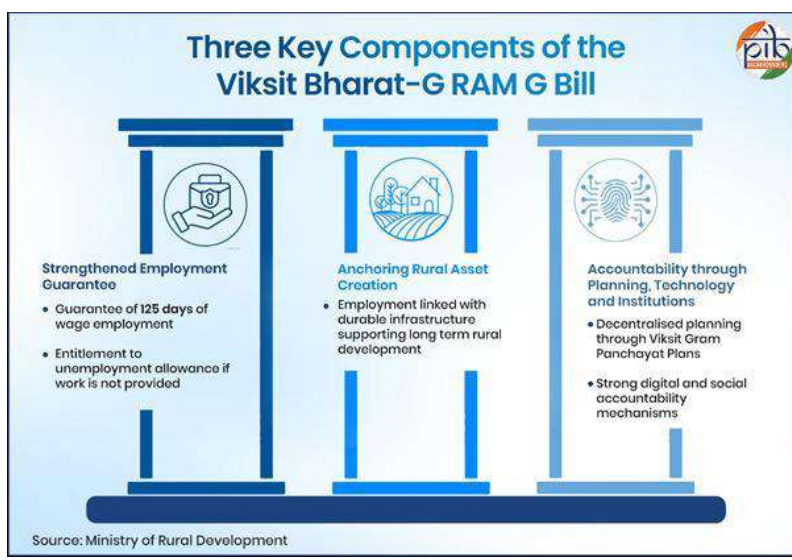 Three Key Components of the
Viksit Bharat-G RAM G Bill
pib
Strengthened Employment
Guarantee
• Guarantee of 125 days of
wage employment
• Entitlement to
unemployment allowance if
work is not provided
Anchoring Rural Asset
Creation
• Employment linked with
durable infrastructure
supporting long term rural
development
Accountability through
Planning, Technology
and Institutions
• Decentralised planning
through Viksit Gram
Panchayat Plans
• Strong digital and social
accountability
mechanisms
Source: Ministry of Rural Development